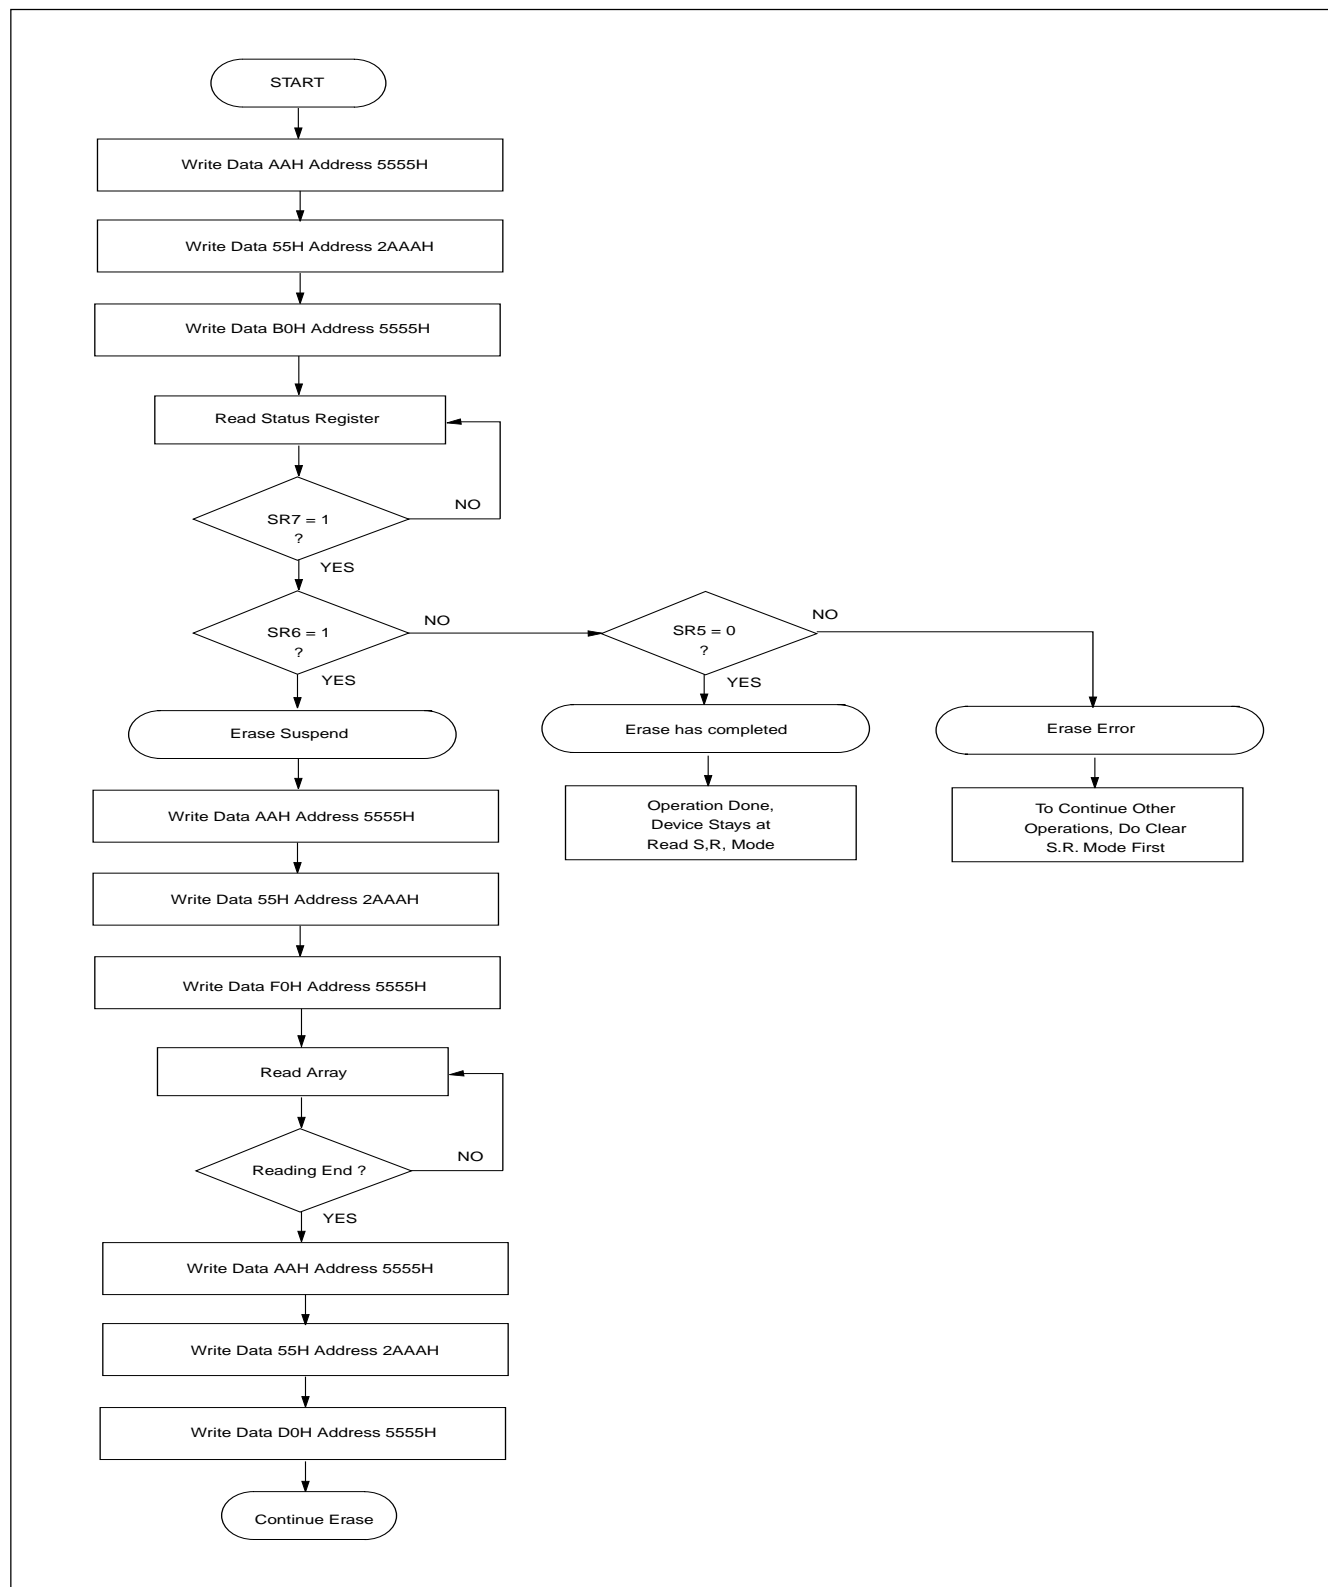 START
Write Data AAH Address 5555H
Write Data 55H Address 2AAAH
Write Data B0H Address 5555H
Read Status Register
NO
SR7 = 1
?
YES
NO
SR6 = 1
?
YES
SR5 = 0
?
NO
YES
Erase Suspend
Erase has completed
Erase Error
Operation Done,
Device Stays at
Read S,R, Mode
To Continue Other
Operations, Do Clear
S.R. Mode First
Write Data AAH Address 5555H
Write Data 55H Address 2AAAH
Write Data F0H Address 5555H
Read Array
NO
Reading End ?
YES
Write Data AAH Address 5555H
Write Data 55H Address 2AAAH
Write Data D0H Address 5555H
Continue Erase